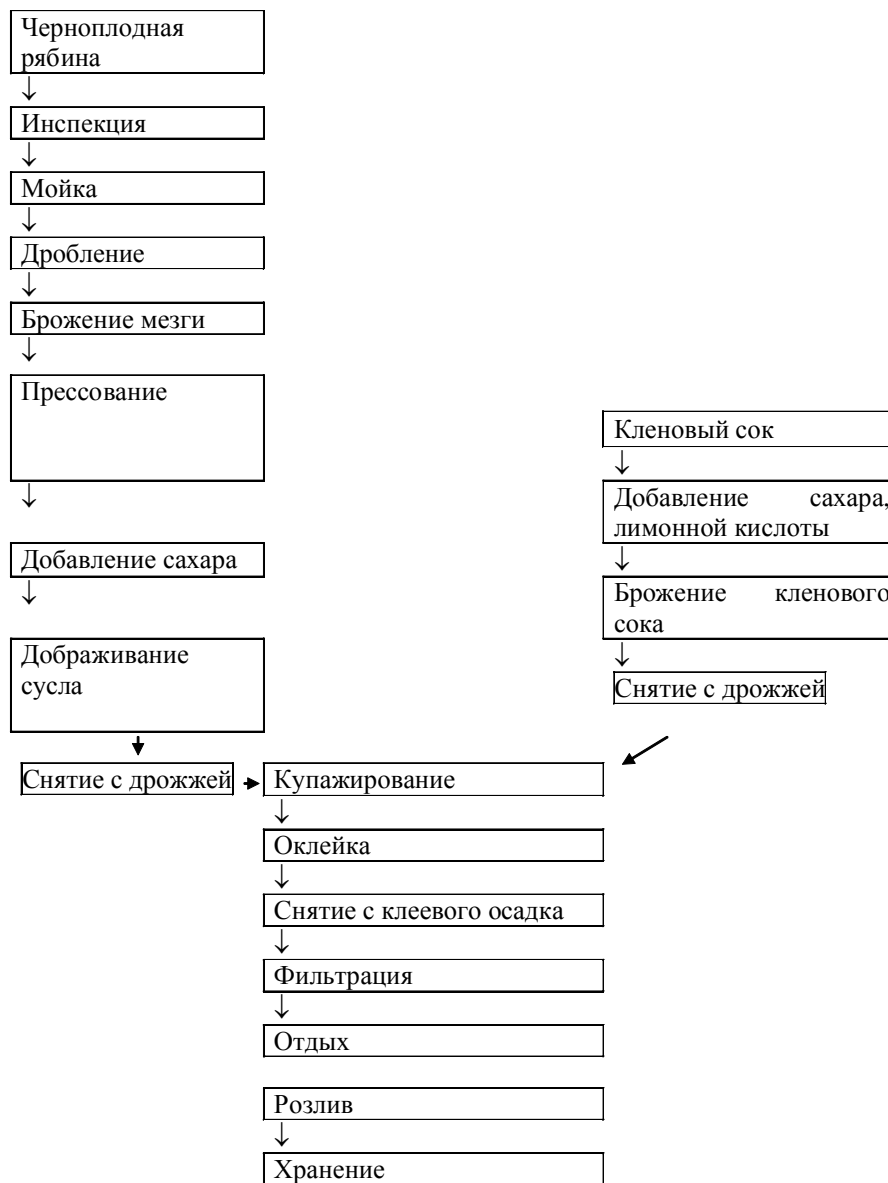 Черноплодная
рябина
↓
Инспекция
↓
Мойка
↓
Дробление
↓
Брожение мезги
↓
Прессование
↓
Добавление сахара
↓
Дображивание
сусла
Снятие с дрожжей
Кленовый сок
↓
Добавление сахара,
лимонной кислоты
↓
Брожение кленового
сока
↓
Снятие с дрожжей
Купажирование
↓
Оклейка
↓
Снятие с клеевого осадка
↓
Фильтрация
↓
Отдых
Розлив
↓
Хранение